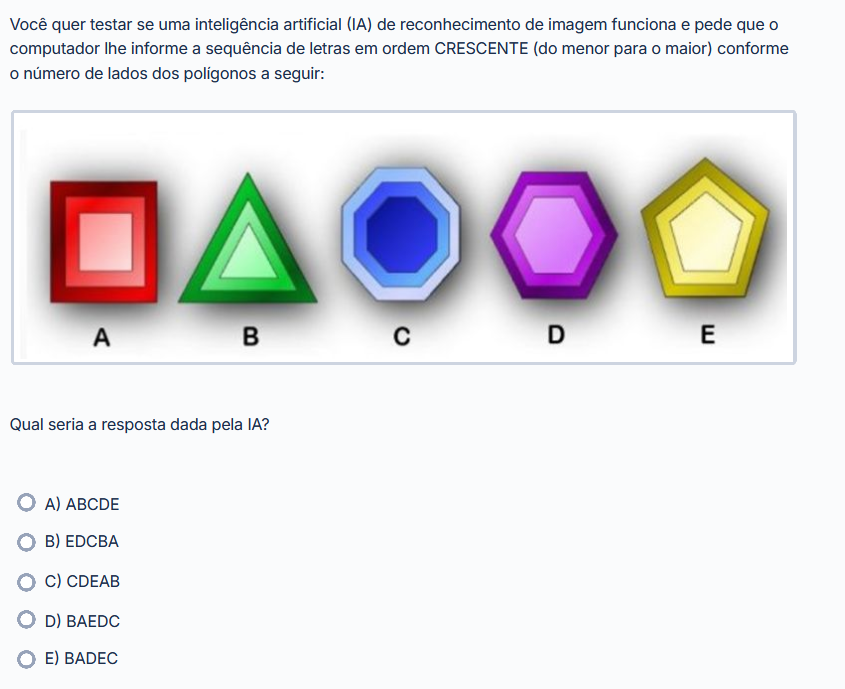 Você quer testar se uma inteligência artificial (IA) de reconhecimento de imagem funciona e pede que o
computador lhe informe a sequência de letras em ordem CRESCENTE (do menor para o maior) conforme
o número de lados dos polígonos a seguir:
A B C D E
Qual seria a resposta dada pela IA?
A) ABCDE
B) EDCBA
C) CDEAB
D) BAEDC
E) BADEC